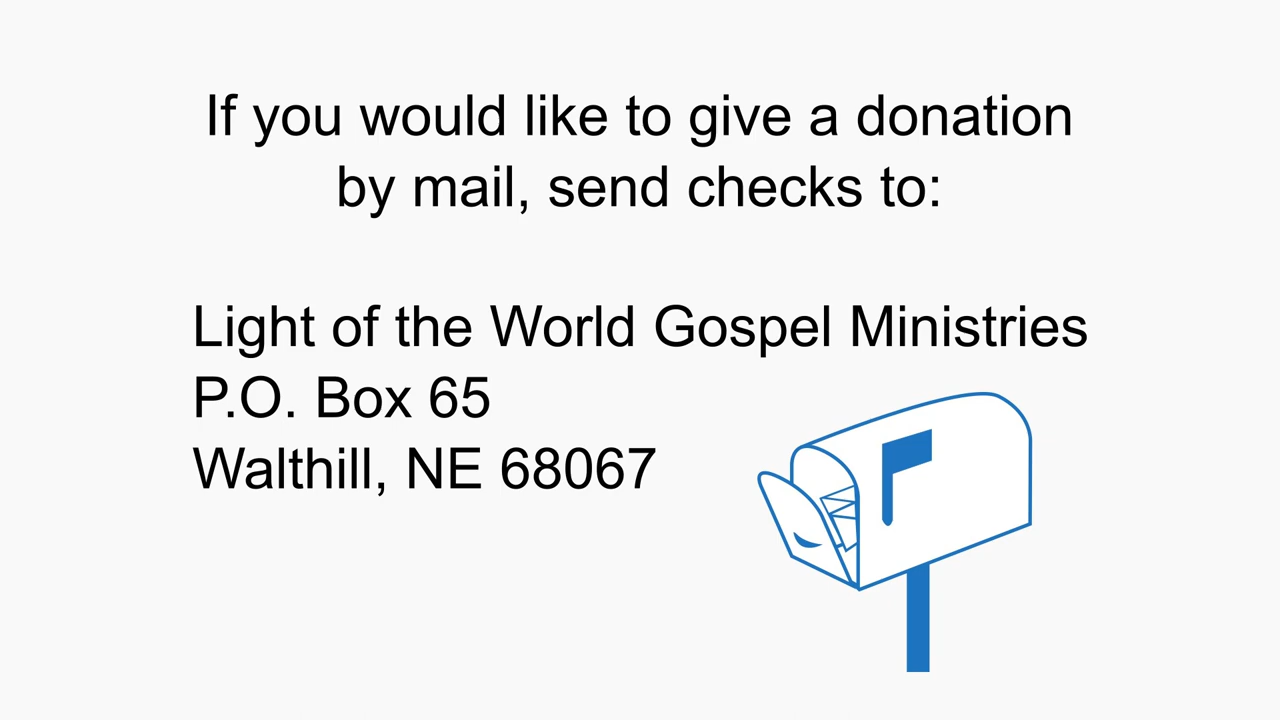 If you would like to give a donation
by mail, send checks to:
Light of the World Gospel Ministries
P.O. Box 65
Walthill, NE 68067